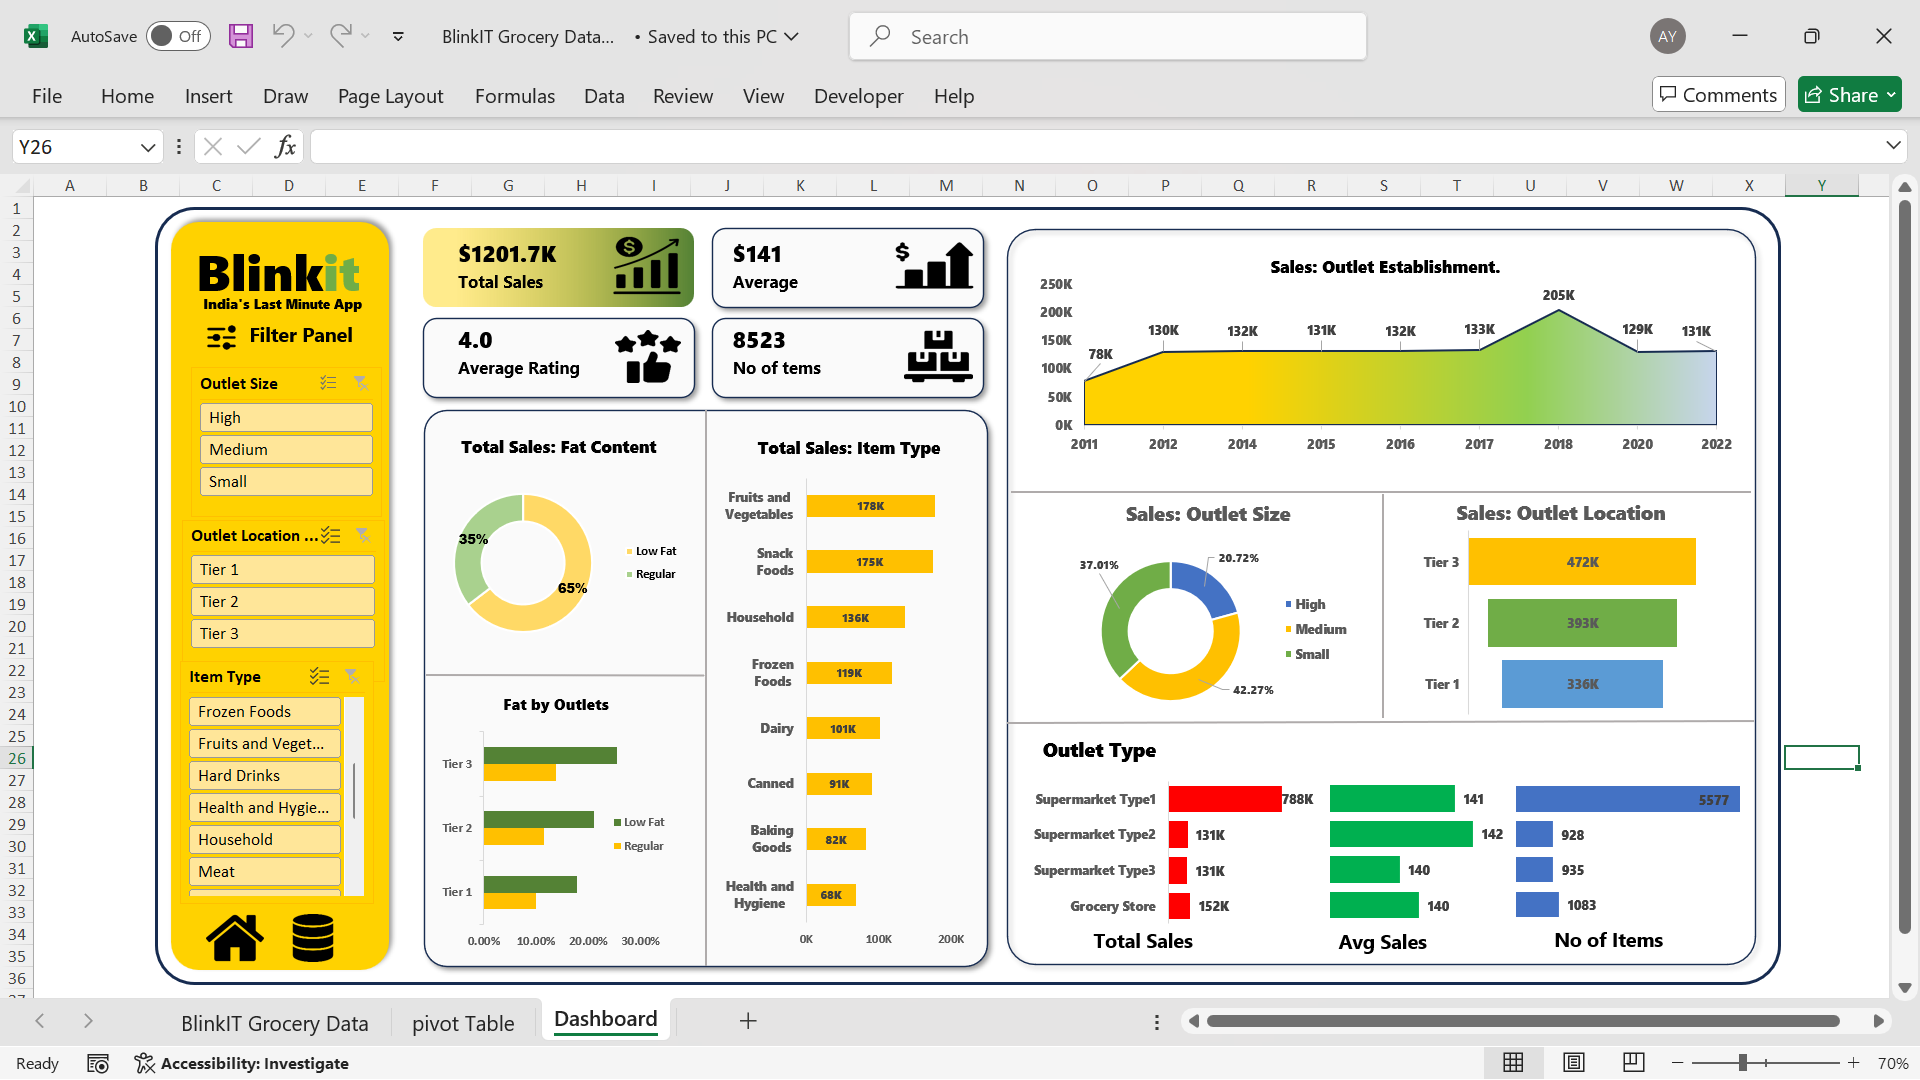 AutoSave Off BlinkIT Grocery Data... • Saved to this PC Search AY
File Home Insert Draw Page Layout Formulas Data Review View Developer Help Comments Share
Y26 fx
A B C D E F G H I J K L M N O P Q R S T U V W X Y
1
2
3
4
5
6
7
8
9
10
11
12
13
14
15
16
17
18
19
20
21
22
23
24
25
26
27
28
29
30
31
32
33
34
35
36
37
Blinkit
India's Last Minute App
Filter Panel
Outlet Size
High
Medium
Small
Outlet Location ...
Tier 1
Tier 2
Tier 3
Item Type
Frozen Foods
Fruits and Veget...
Hard Drinks
Health and Hygie...
Household
Meat
$1201.7K
Total Sales
$
$141
Average
$
4.0
Average Rating
8523
No of tems
Total Sales: Fat Content
35%
65%
Low Fat
Regular
Fat by Outlets
Tier 3
Tier 2
Tier 1
Low Fat
Regular
0.00% 10.00% 20.00% 30.00%
Total Sales: Item Type
Fruits and
Vegetables
178K
Snack
Foods
175K
Household 136K
Frozen
Foods
119K
Dairy 101K
Canned 91K
Baking
Goods
82K
Health and
Hygiene
68K
0K 100K 200K
Sales: Outlet Establishment.
250K
200K
150K
100K
50K
0K
78K 130K 132K 131K 132K 133K 205K 129K 131K
2011 2012 2014 2015 2016 2017 2018 2020 2022
Sales: Outlet Size
37.01%
20.72%
42.27%
High
Medium
Small
Sales: Outlet Location
Tier 3 472K
Tier 2 393K
Tier 1 336K
Outlet Type
Supermarket Type1 788K 141 5577
Supermarket Type2 131K 142 928
Supermarket Type3 131K 140 935
Grocery Store 152K 140 1083
Total Sales Avg Sales No of Items
BlinkIT Grocery Data pivot Table Dashboard
Ready Accessibility: Investigate 70%